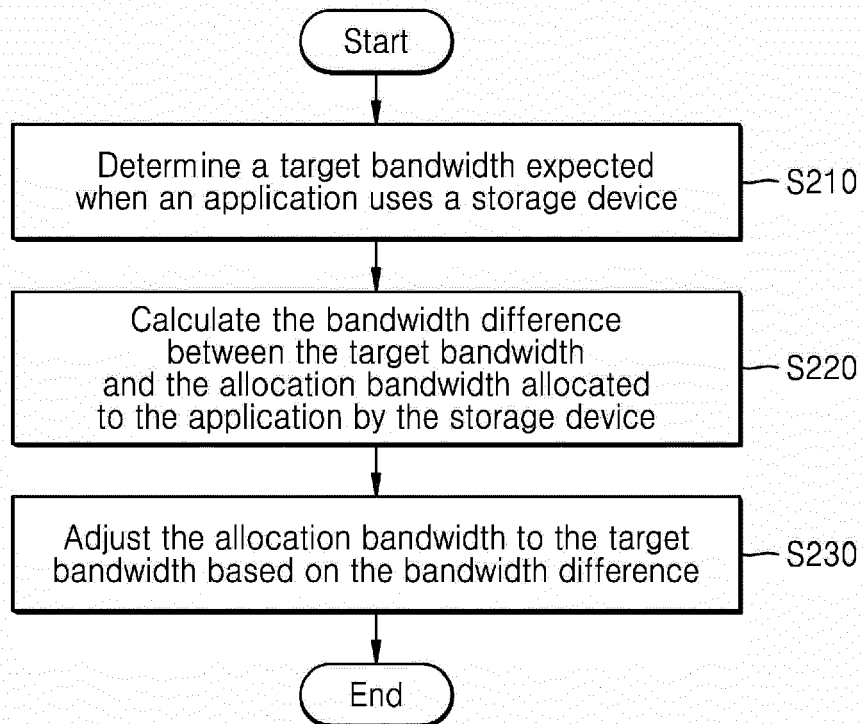 Start
Determine a target bandwidth expected
when an application uses a storage device
S210
Calculate the bandwidth difference
between the target bandwidth
and the allocation bandwidth allocated
to the application by the storage device
S220
Adjust the allocation bandwidth to the target
bandwidth based on the bandwidth difference
S230
End